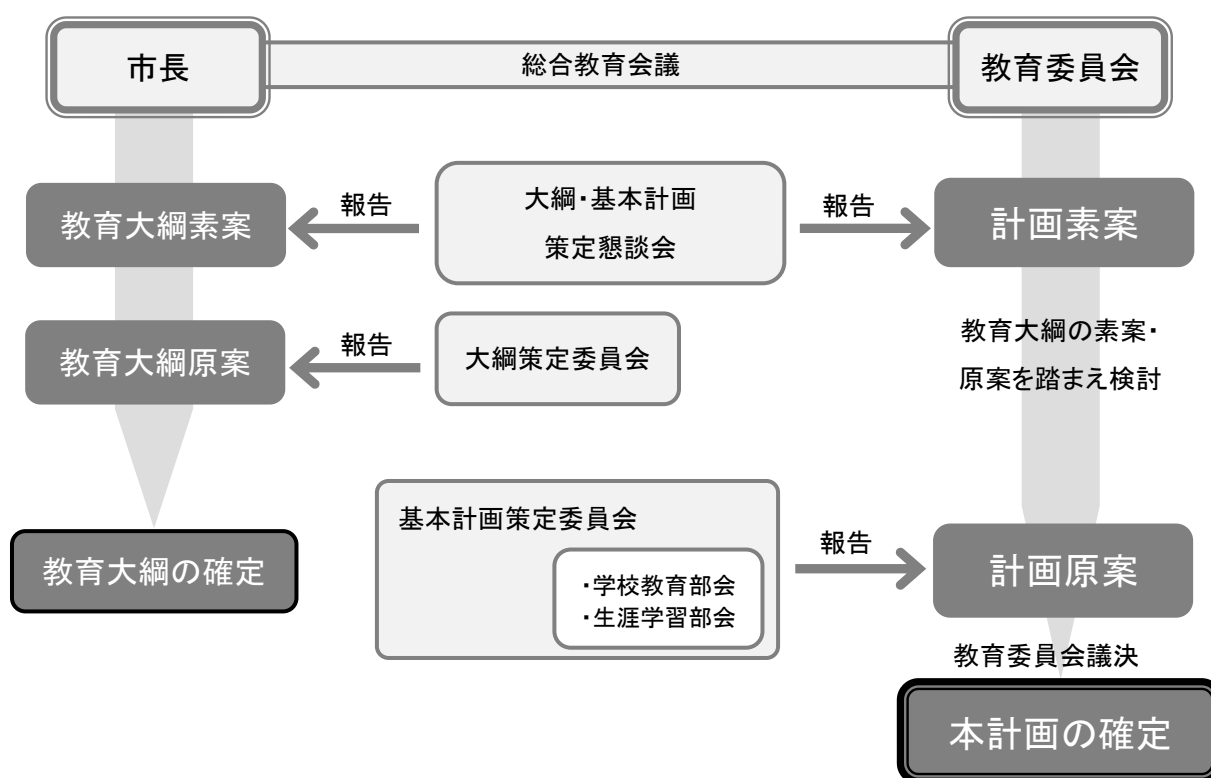 市長
総合教育会議
教育委員会
教育大綱素案
報告
大綱・基本計画
策定懇談会
報告
計画素案
教育大綱原案
報告
大綱策定委員会
教育大綱の素案・
原案を踏まえ検討
教育大綱の確定
基本計画策定委員会
・学校教育部会
・生涯学習部会
報告
計画原案
教育委員会議決
本計画の確定